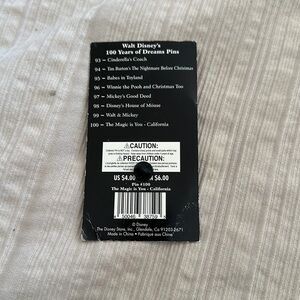 Walt Disney's
100 Years of Dreams Pins
93 - Cinderella's Coach
94 - Tim Burton's The Nightmare Before Christmas
95 - Babes in Toyland
96 - Winnie the Pooh and Christmas Too
97 - Mickey's Good Deed
98 - Disney's House of Mouse
99 - Walt & Mickey
100 - The Magic is You - California
⚠CAUTION:
⚠PRECAUTION:
US $4.00 $6.00
Pin #100
The Magic is You - California
© Disney
The Disney Store, Inc., Glendale, Ca 91203-2671
Made in China • Fabriqué aux Chine